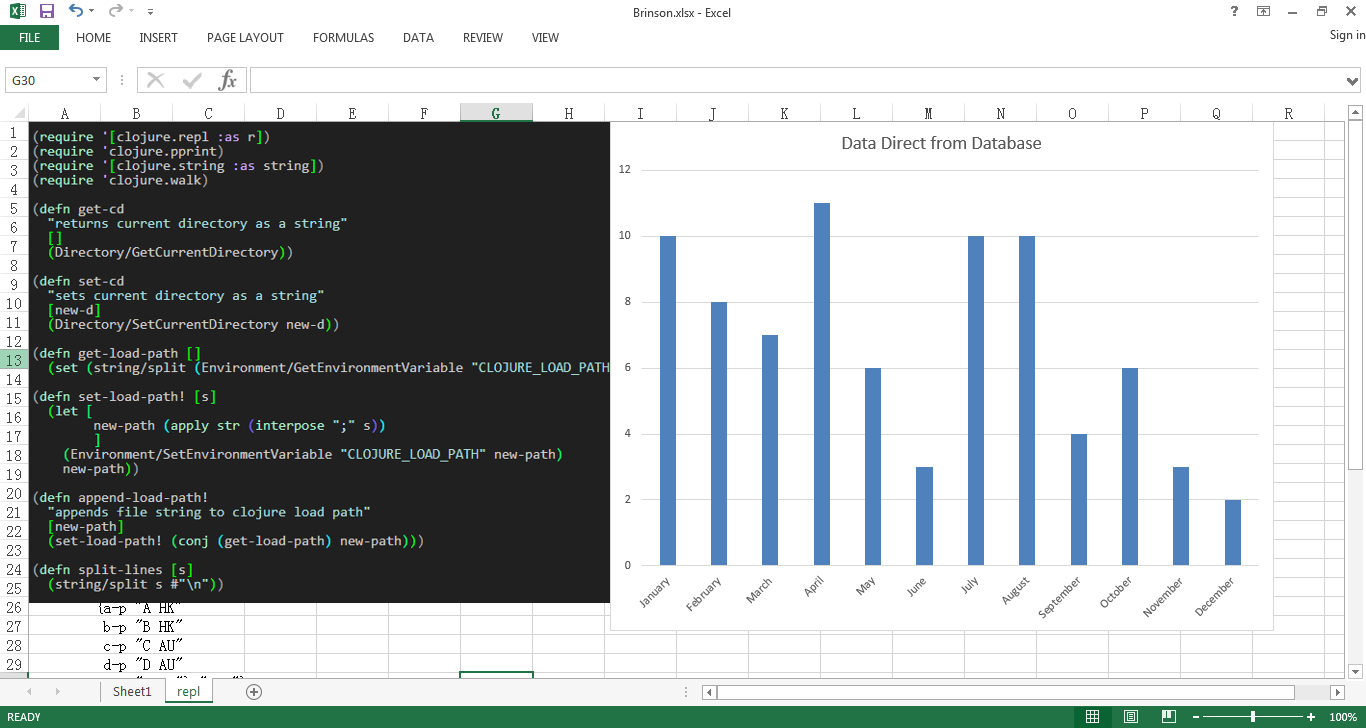 Brinson.xlsx - Excel
?
FILE HOME INSERT PAGE LAYOUT FORMULAS DATA REVIEW VIEW
Sign in
G30
fx
A B C D E F G H I J K L M N O P Q R
1
2
3
4
5
6
7
8
9
10
11
12
13
14
15
16
17
18
19
20
21
22
23
24
25
26
27
28
29
(require '[clojure.repl :as r])
(require 'clojure.pprint)
(require '[clojure.string :as string])
(require 'clojure.walk)
(defn get-cd
"returns current directory as a string"
[]
(Directory/GetCurrentDirectory))
(defn set-cd
"sets current directory as a string"
[new-d]
(Directory/SetCurrentDirectory new-d))
(defn get-load-path []
(set (string/split (Environment/GetEnvironmentVariable "CLOJURE_LOAD_PATH
(defn set-load-path! [s]
(let [
new-path (apply str (interpose ";" s))
]
(Environment/SetEnvironmentVariable "CLOJURE_LOAD_PATH" new-path)
new-path))
(defn append-load-path!
"appends file string to clojure load path"
[new-path]
(set-load-path! (conj (get-load-path) new-path)))
(defn split-lines [s]
(string/split s #"\n"))
{a-p "A HK"
b-p "B HK"
c-p "C AU"
d-p "D AU"
Data Direct from Database
12
10
8
6
4
2
0
January February March April May June July August September October November December
Sheet1 repl
READY
100%